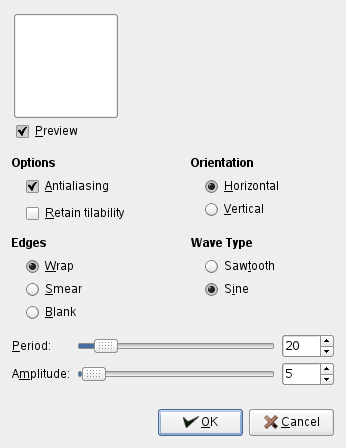 Preview
Options
Antialiasing
Retain tilability
Orientation
Horizontal
Vertical
Edges
Wrap
Smear
Blank
Wave Type
Sawtooth
Sine
Period: 20
Amplitude: 5
OK Cancel